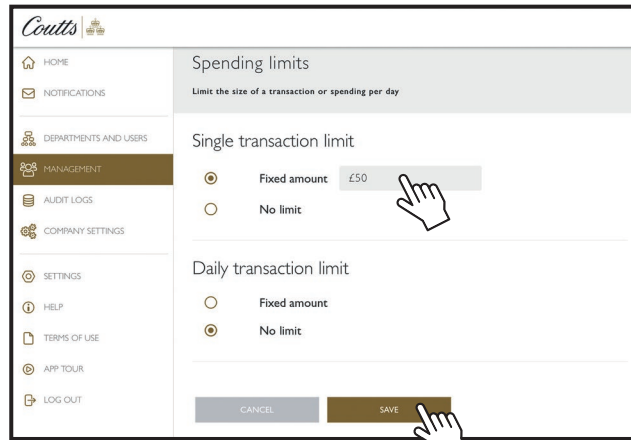 Coutts
HOME
NOTIFICATIONS
DEPARTMENTS AND USERS
MANAGEMENT
AUDIT LOGS
COMPANY SETTINGS
SETTINGS
HELP
TERMS OF USE
APP TOUR
LOG OUT
Spending limits
Limit the size of a transaction or spending per day
Single transaction limit
Fixed amount £50
No limit
Daily transaction limit
Fixed amount
No limit
CANCEL SAVE